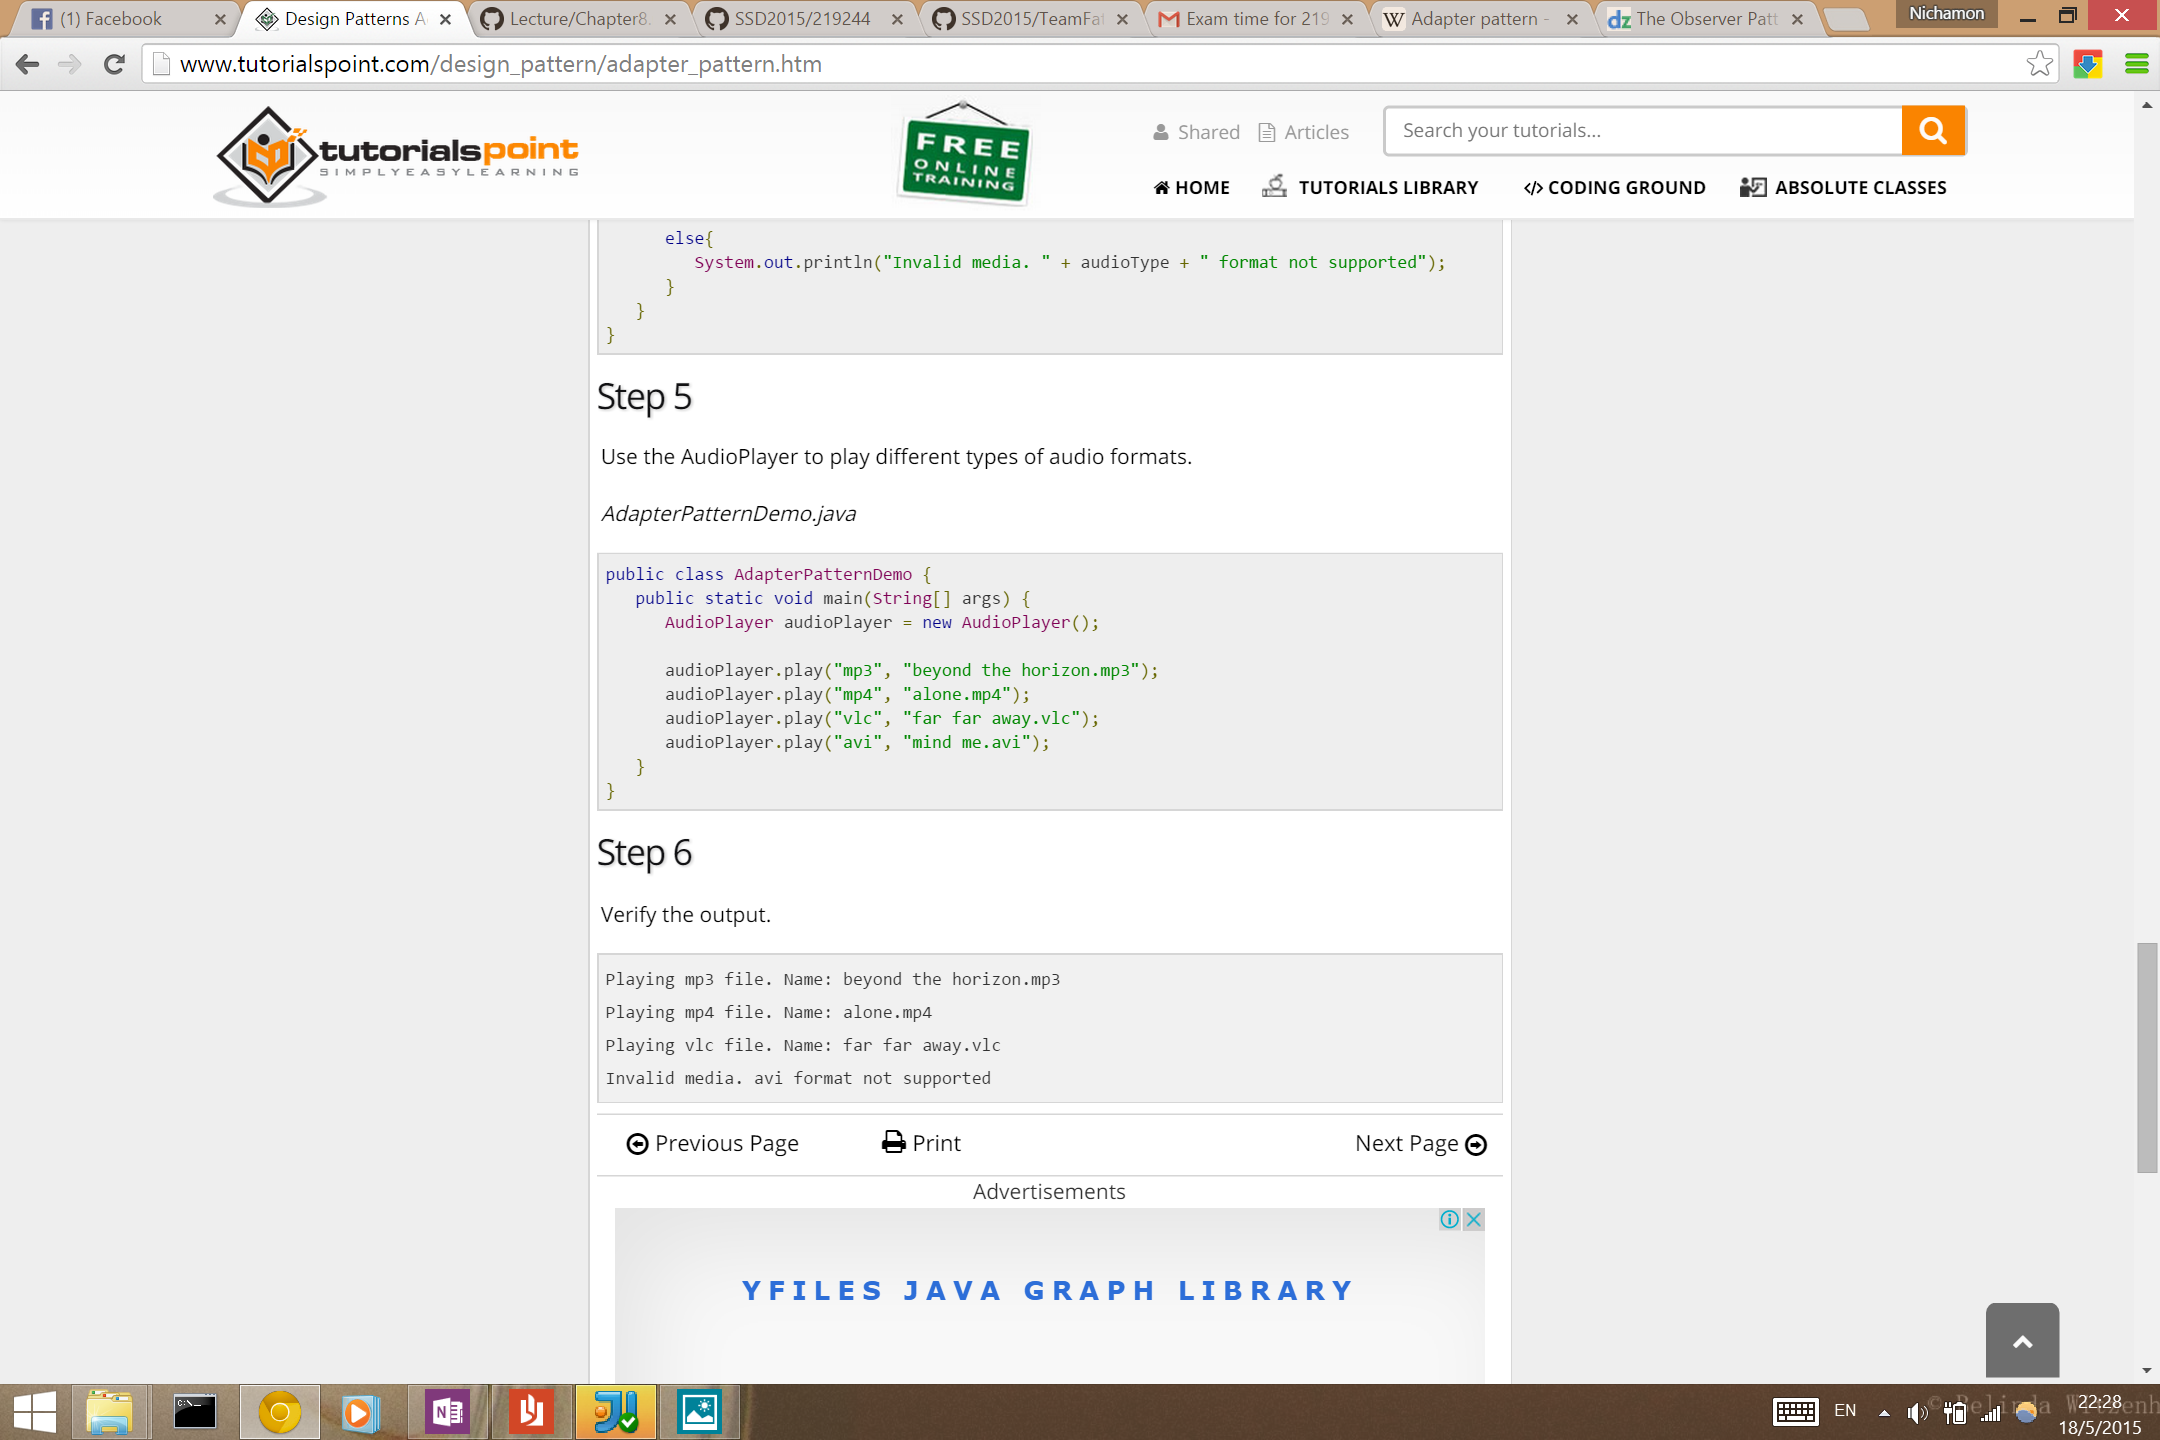 (1) Facebook
Design Patterns A
Lecture/Chapter8.
SSD2015/219244
SSD2015/TeamFat
Exam time for 219
Adapter pattern -
The Observer Patt
Nichamon
www.tutorialspoint.com/design_pattern/adapter_pattern.htm
tutorialspoint
SIMPLYEASYLEARNING
FREE
ONLINE
TRAINING
Shared
Articles
Search your tutorials...
HOME
TUTORIALS LIBRARY
CODING GROUND
ABSOLUTE CLASSES
else{
System.out.println("Invalid media. " + audioType + " format not supported");
}
}
}
Step 5
Use the AudioPlayer to play different types of audio formats.
AdapterPatternDemo.java
public class AdapterPatternDemo {
public static void main(String[] args) {
AudioPlayer audioPlayer = new AudioPlayer();
audioPlayer.play("mp3", "beyond the horizon.mp3");
audioPlayer.play("mp4", "alone.mp4");
audioPlayer.play("vlc", "far far away.vlc");
audioPlayer.play("avi", "mind me.avi");
}
}
Step 6
Verify the output.
Playing mp3 file. Name: beyond the horizon.mp3
Playing mp4 file. Name: alone.mp4
Playing vlc file. Name: far far away.vlc
Invalid media. avi format not supported
Previous Page
Print
Next Page
Advertisements
YFILES JAVA GRAPH LIBRARY
EN
22:28
18/5/2015